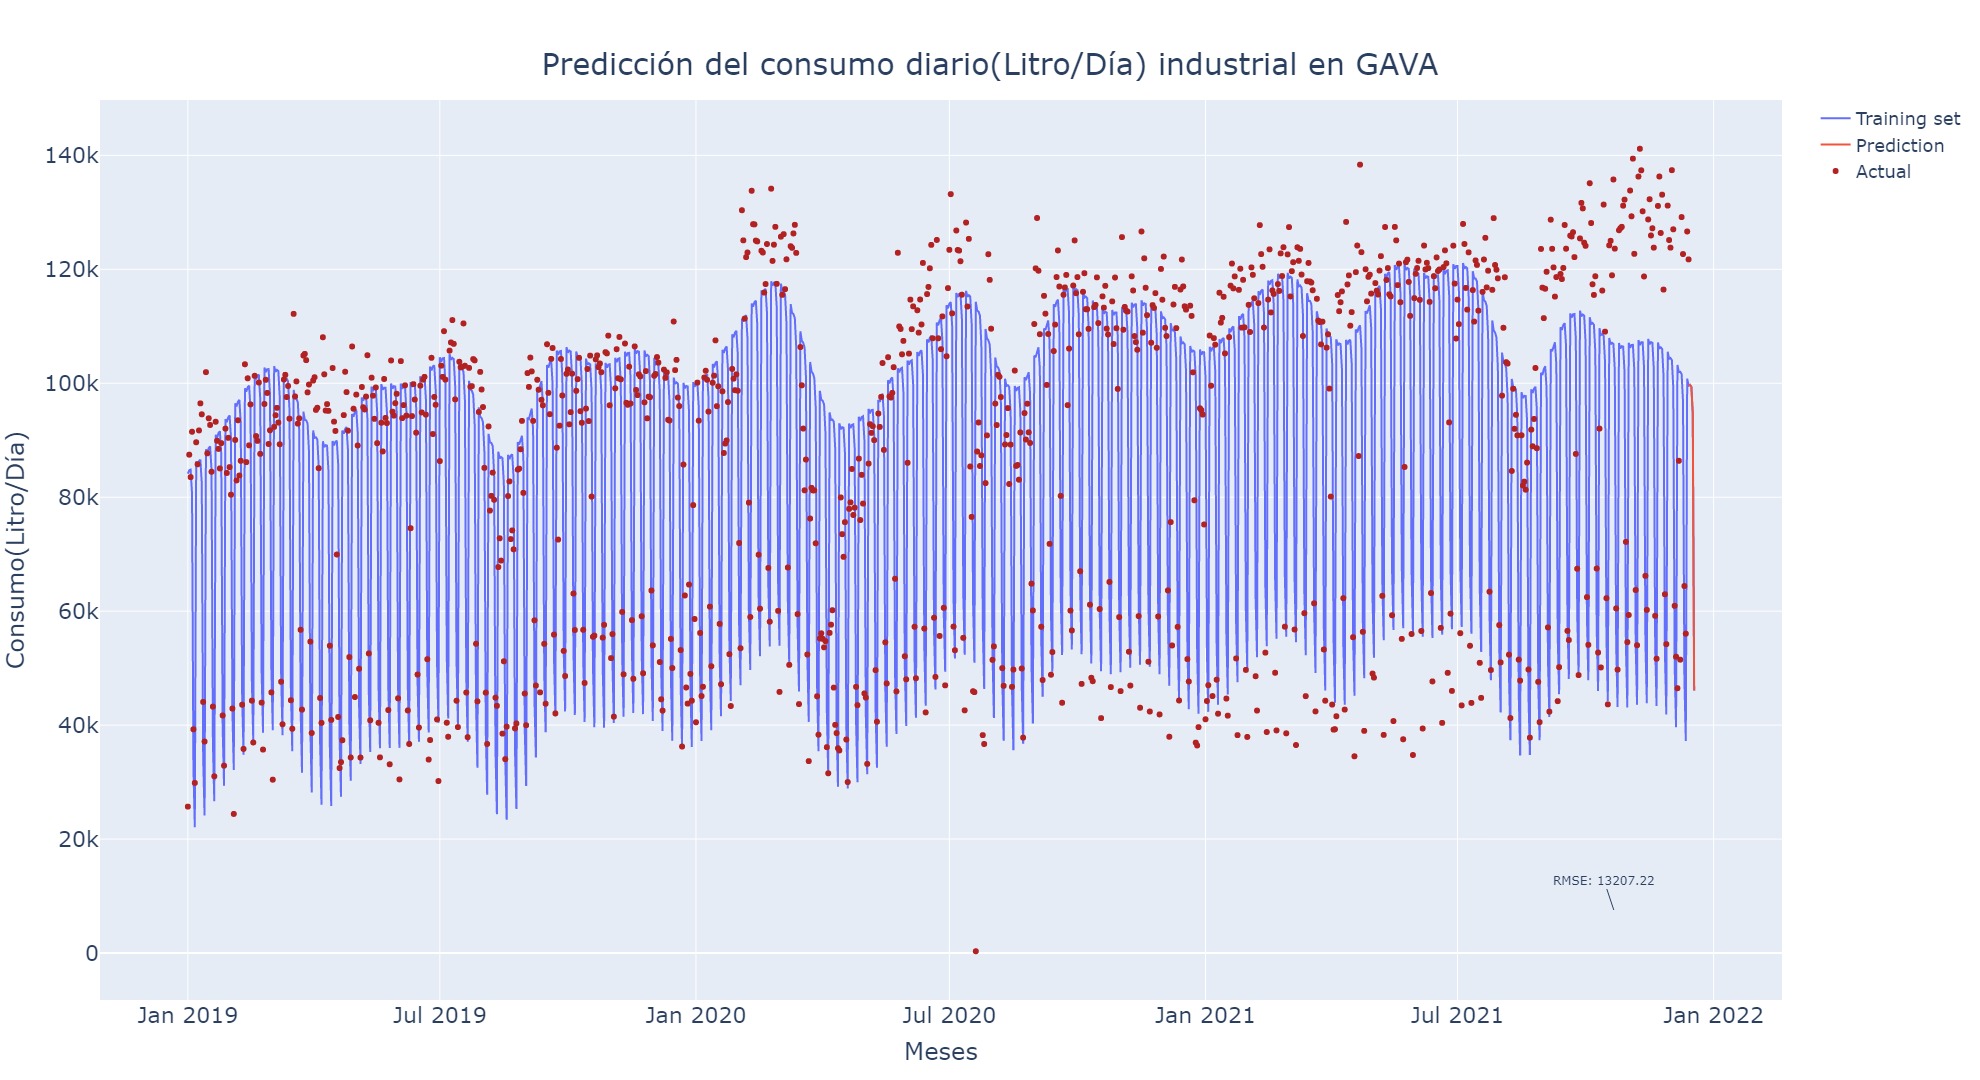 Predicción del consumo diario(Litro/Día) industrial en GAVA
Training set
Prediction
Actual
140k
120k
100k
80k
60k
40k
20k
0
Consumo(Litro/Día)
RMSE: 13207.22
Jan 2019
Jul 2019
Jan 2020
Jul 2020
Jan 2021
Jul 2021
Jan 2022
Meses